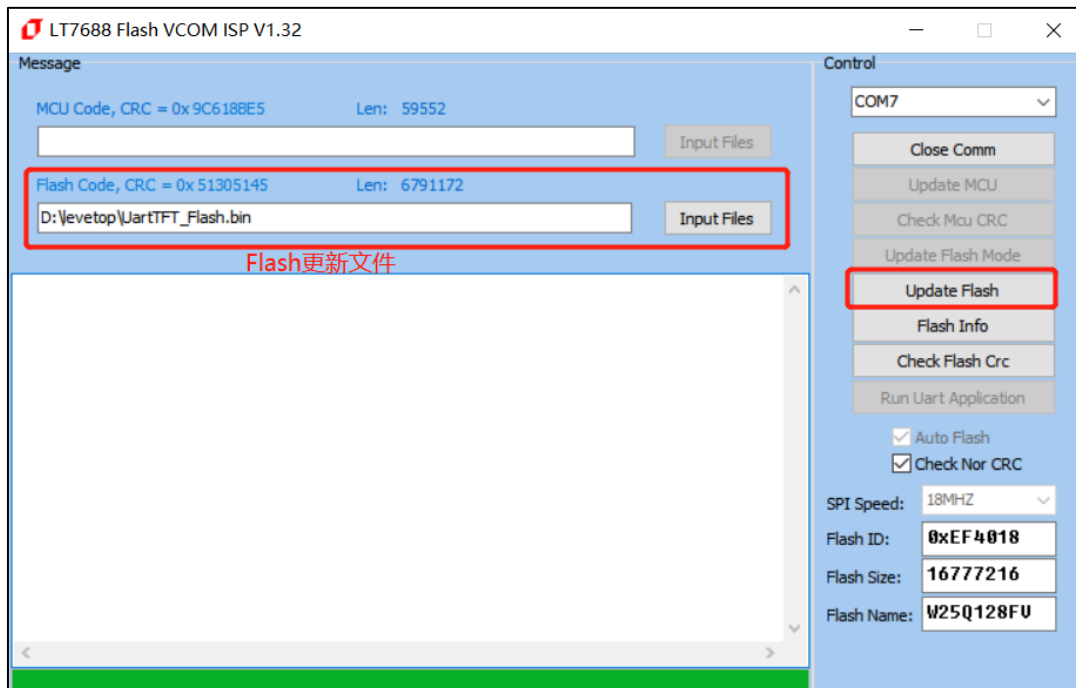 LT7688 Flash VCOM ISP V1.32
Message
MCU Code, CRC = 0x 9C618BE5 Len: 59552
Input Files
Flash Code, CRC = 0x 51305145 Len: 6791172
D:\levetop\UartTFT_Flash.bin Input Files
Flash更新文件
Control
COM7
Close Comm
Update MCU
Check Mcu CRC
Update Flash Mode
Update Flash
Flash Info
Check Flash Crc
Run Uart Application
Auto Flash
Check Nor CRC
SPI Speed: 18MHZ
Flash ID: 0xEF4018
Flash Size: 16777216
Flash Name: W25Q128FV